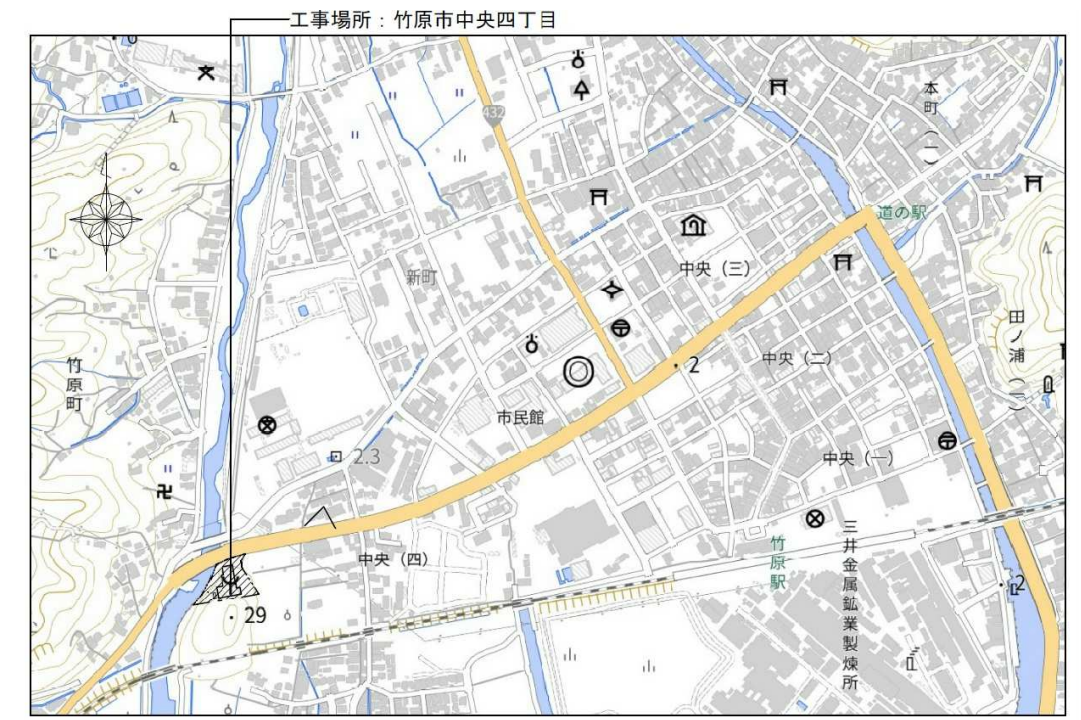 工事場所：竹原市中央四丁目
432
本町（一）
道の駅
中央（三）
新町
田ノ浦（一）
竹原町
2
中央（二）
市民館
2.3
中央（一）
竹原駅
三井金属鉱業製煉所
中央（四）
2
29